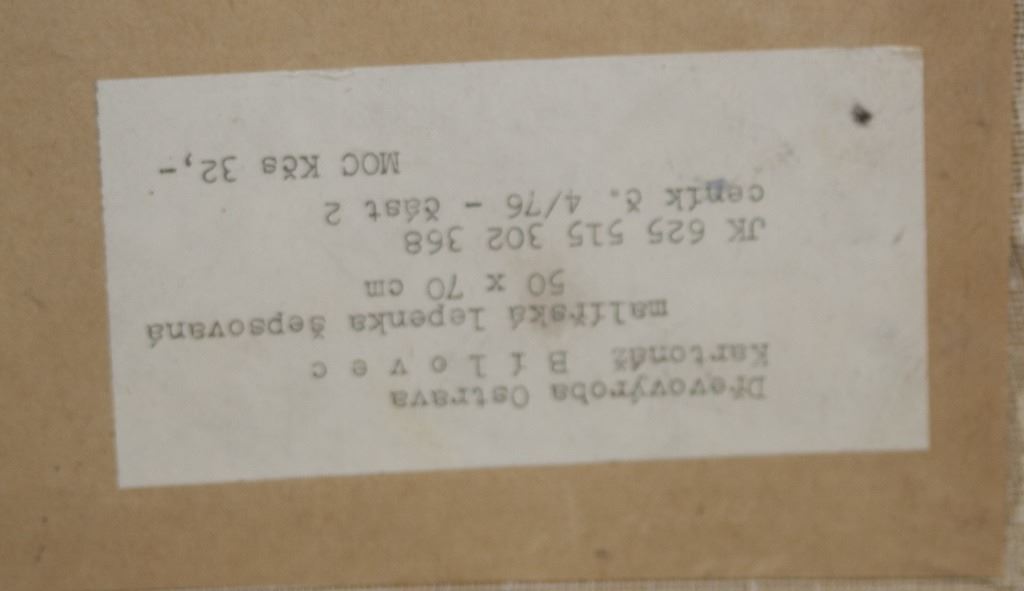 Dřevovýroba Ostrava
Kartonáž B í l o v e c
malířská lepenka šepsovaná
50 x 70 cm
JK 625 515 302 368
ceník č. 4/76 - část 2
MOC Kčs 32,-